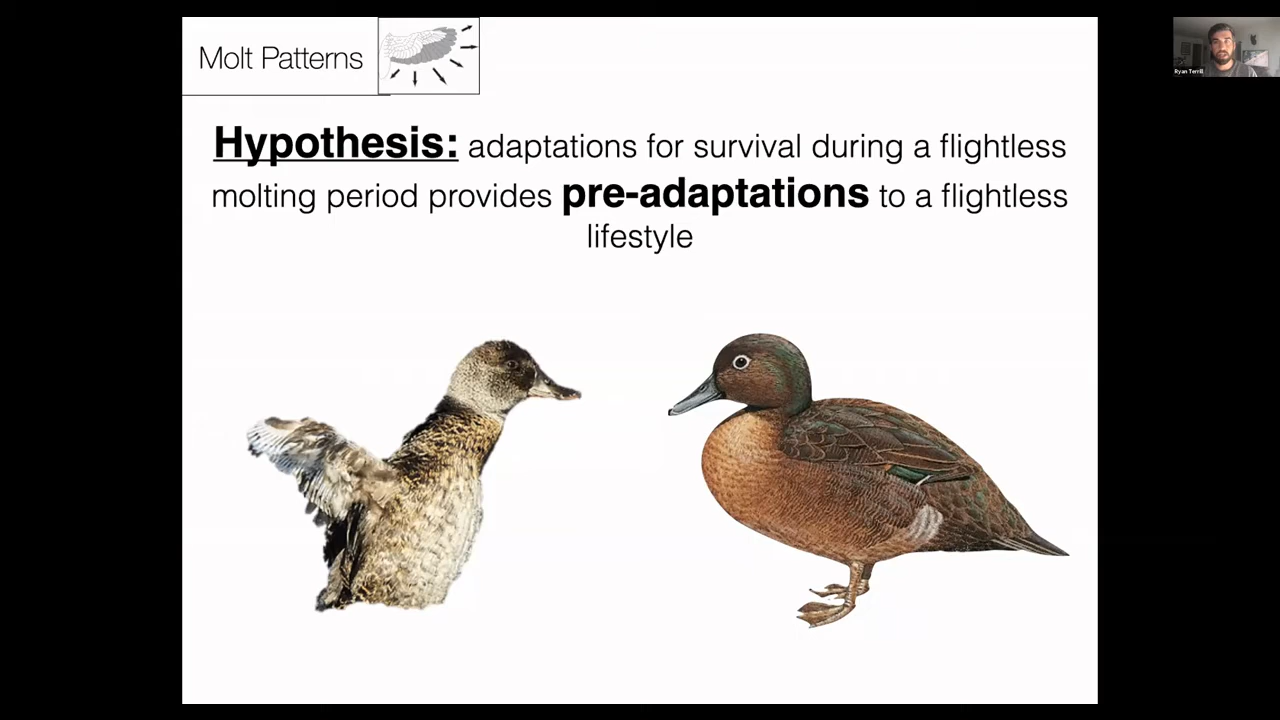 Molt Patterns
Hypothesis: adaptations for survival during a flightless
molting period provides pre-adaptations to a flightless
lifestyle
Ryan Terrill